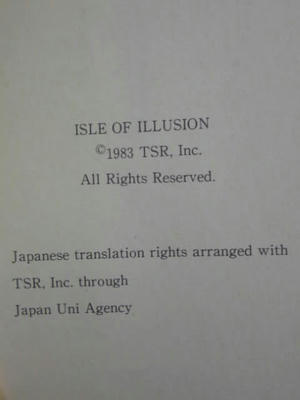 ISLE OF ILLUSION
©1983 TSR, Inc.
All Rights Reserved.
Japanese translation rights arranged with
TSR, Inc. through
Japan Uni Agency